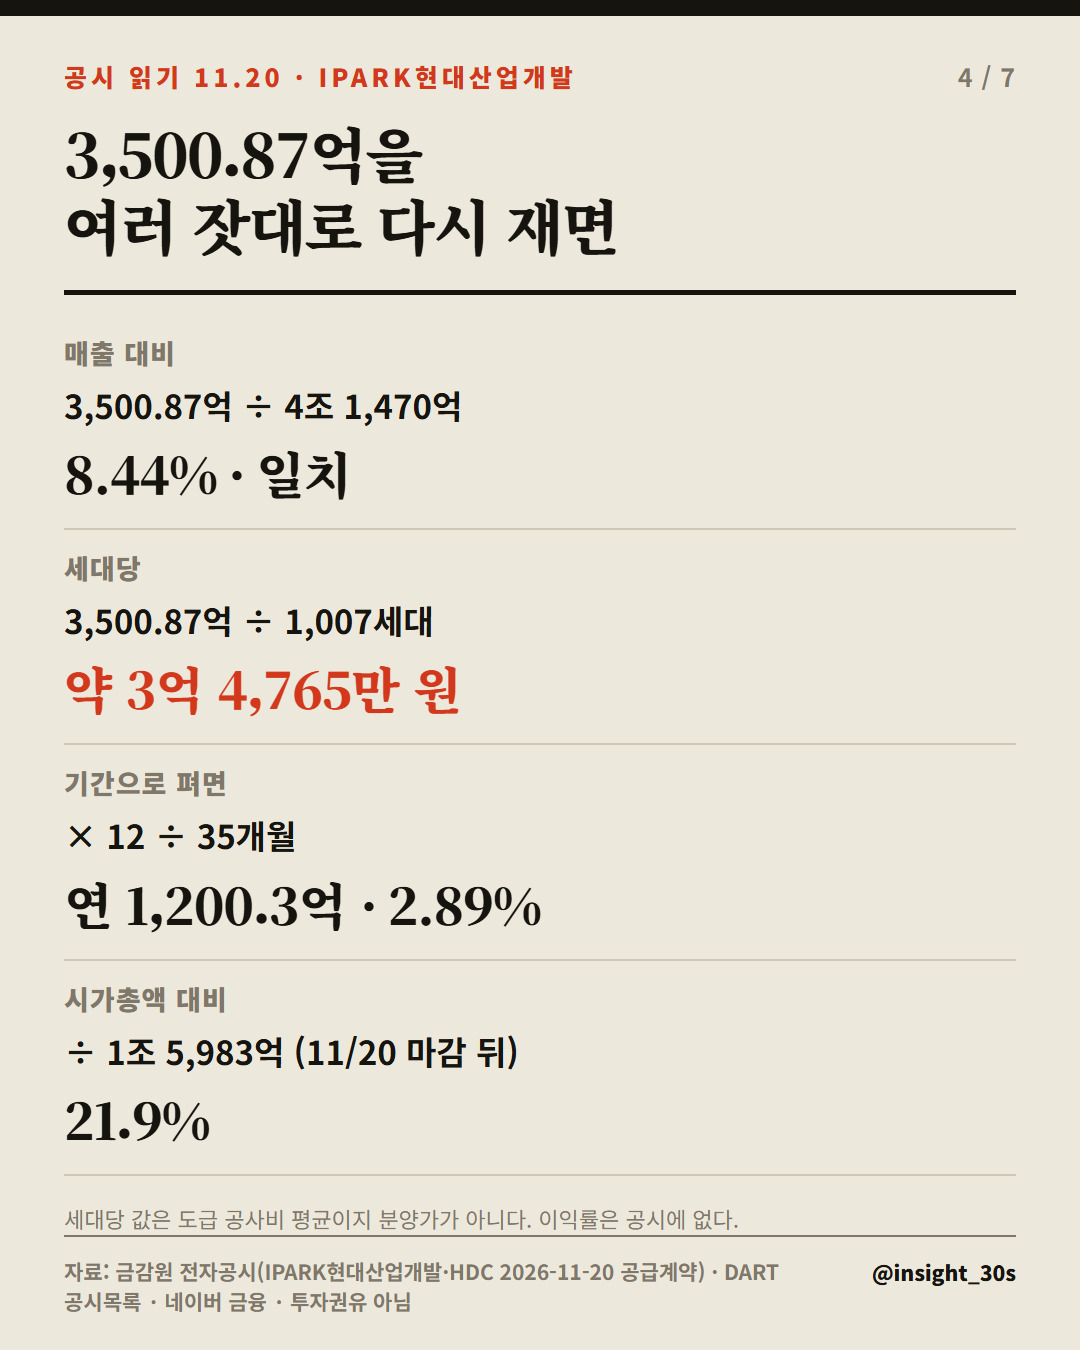 공시 읽기 11.20 · IPARK현대산업개발
4 / 7
3,500.87억을
여러 잣대로 다시 재면
매출 대비
3,500.87억 ÷ 4조 1,470억
8.44% · 일치
세대당
3,500.87억 ÷ 1,007세대
약 3억 4,765만 원
기간으로 펴면
× 12 ÷ 35개월
연 1,200.3억 · 2.89%
시가총액 대비
÷ 1조 5,983억 (11/20 마감 뒤)
21.9%
세대당 값은 도급 공사비 평균이지 분양가가 아니다. 이익률은 공시에 없다.
자료: 금감원 전자공시(IPARK현대산업개발·HDC 2026-11-20 공급계약) · DART
공시목록 · 네이버 금융 · 투자권유 아님
@insight_30s